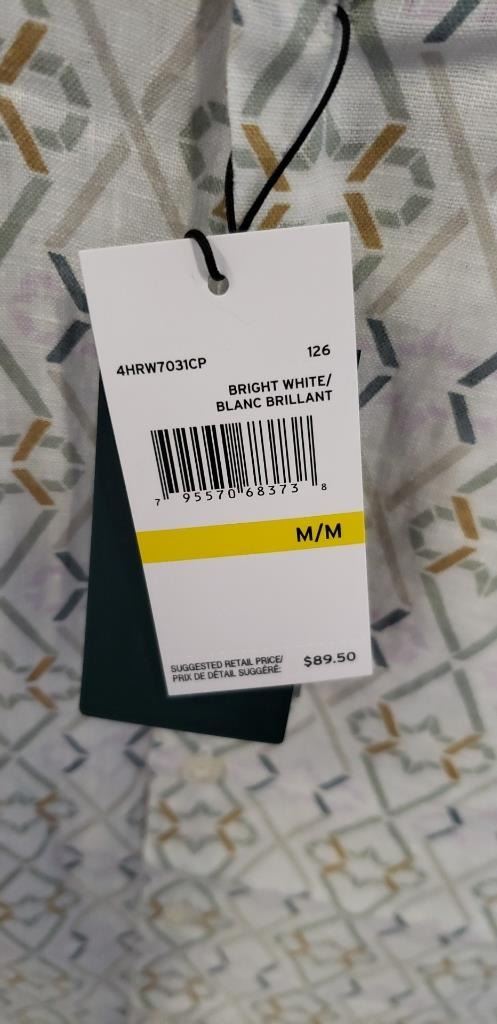 4HRW7031CP 126
BRIGHT WHITE/
BLANC BRILLANT
7 95570 68373 8
M/M
SUGGESTED RETAIL PRICE/
PRIX DE DÉTAIL SUGGÉRÉ: $89.50